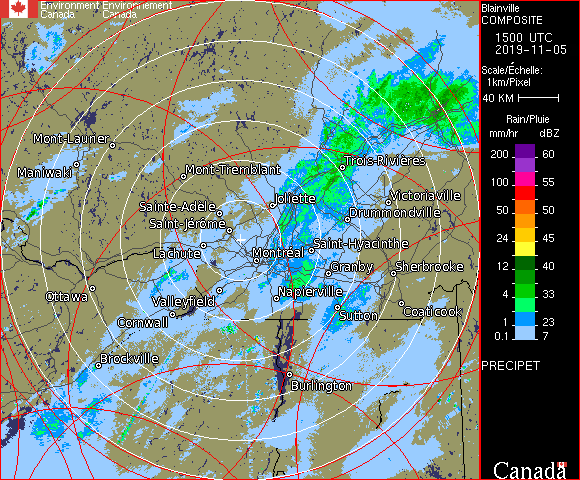 Environment Environnement
Canada Canada
Blainville
COMPOSITE
1500 UTC
2019-11-05
Scale/Échelle:
1km/Pixel
40 KM
Rain/Pluie
mm/hr dBZ
200 60
100 55
50 50
24 45
12 40
4 33
1 23
0.1 7
PRECIPET
Canada
Mont-Laurier
Maniwaki
Mont-Tremblant
Trois-Rivières
Sainte-Adèle
Joliette
Victoriaville
Saint-Jérôme
Drummondville
Lachute
Montréal
Saint-Hyacinthe
Granby
Sherbrooke
Ottawa
Valleyfield
Napierville
Cornwall
Sutton
Coaticook
Brockville
Burlington